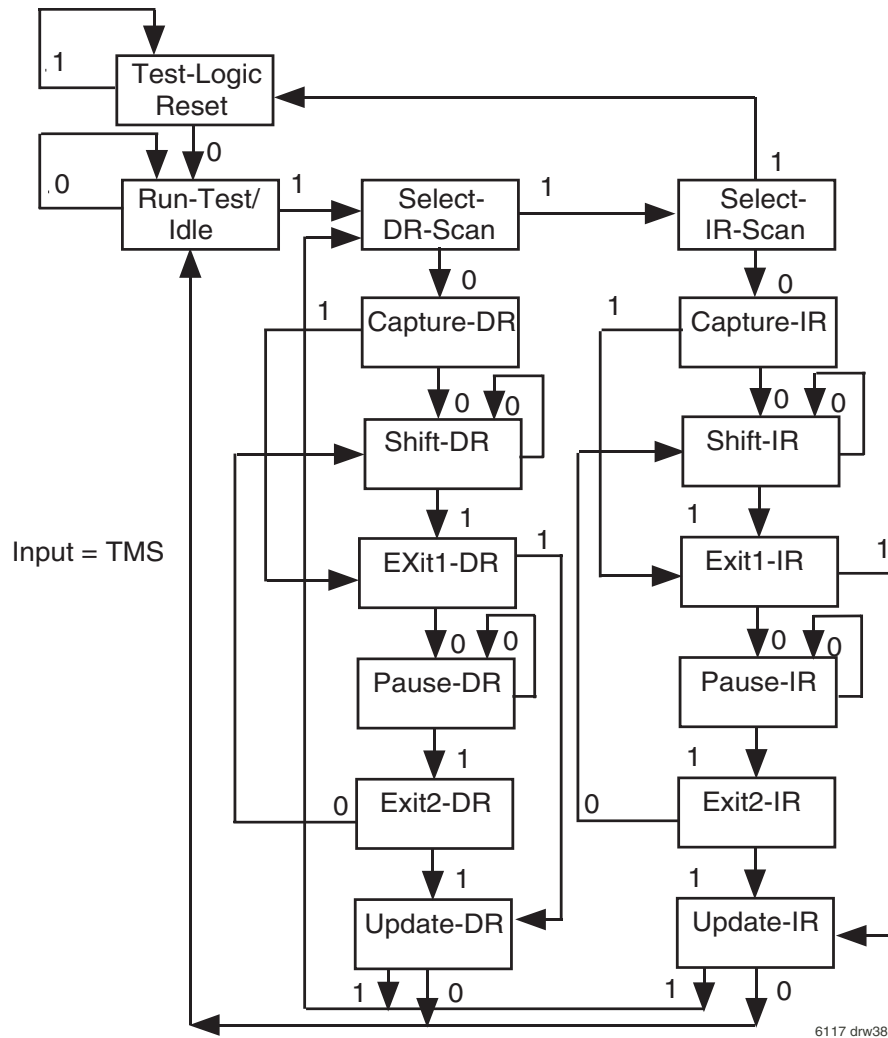 .1
Test-Logic
Reset
0
.0
Run-Test/
Idle
1
Select-
DR-Scan
1
Select-
IR-Scan
1
0
0
1
Capture-DR
1
Capture-IR
0
0
0
0
Shift-DR
Shift-IR
1
1
Input = TMS
EXit1-DR
1
Exit1-IR
1
0
0
0
0
Pause-DR
Pause-IR
1
1
0
Exit2-DR
0
Exit2-IR
1
1
Update-DR
Update-IR
1
0
1
0
6117 drw38